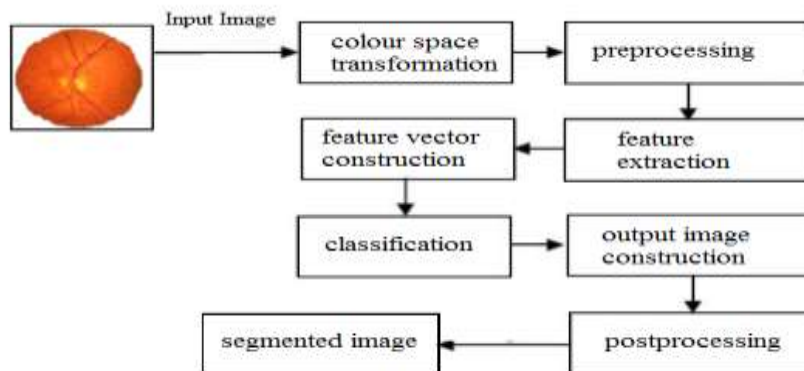 Input Image
colour space
transformation
preprocessing
feature vector
construction
feature
extraction
classification
output image
construction
segmented image
postprocessing